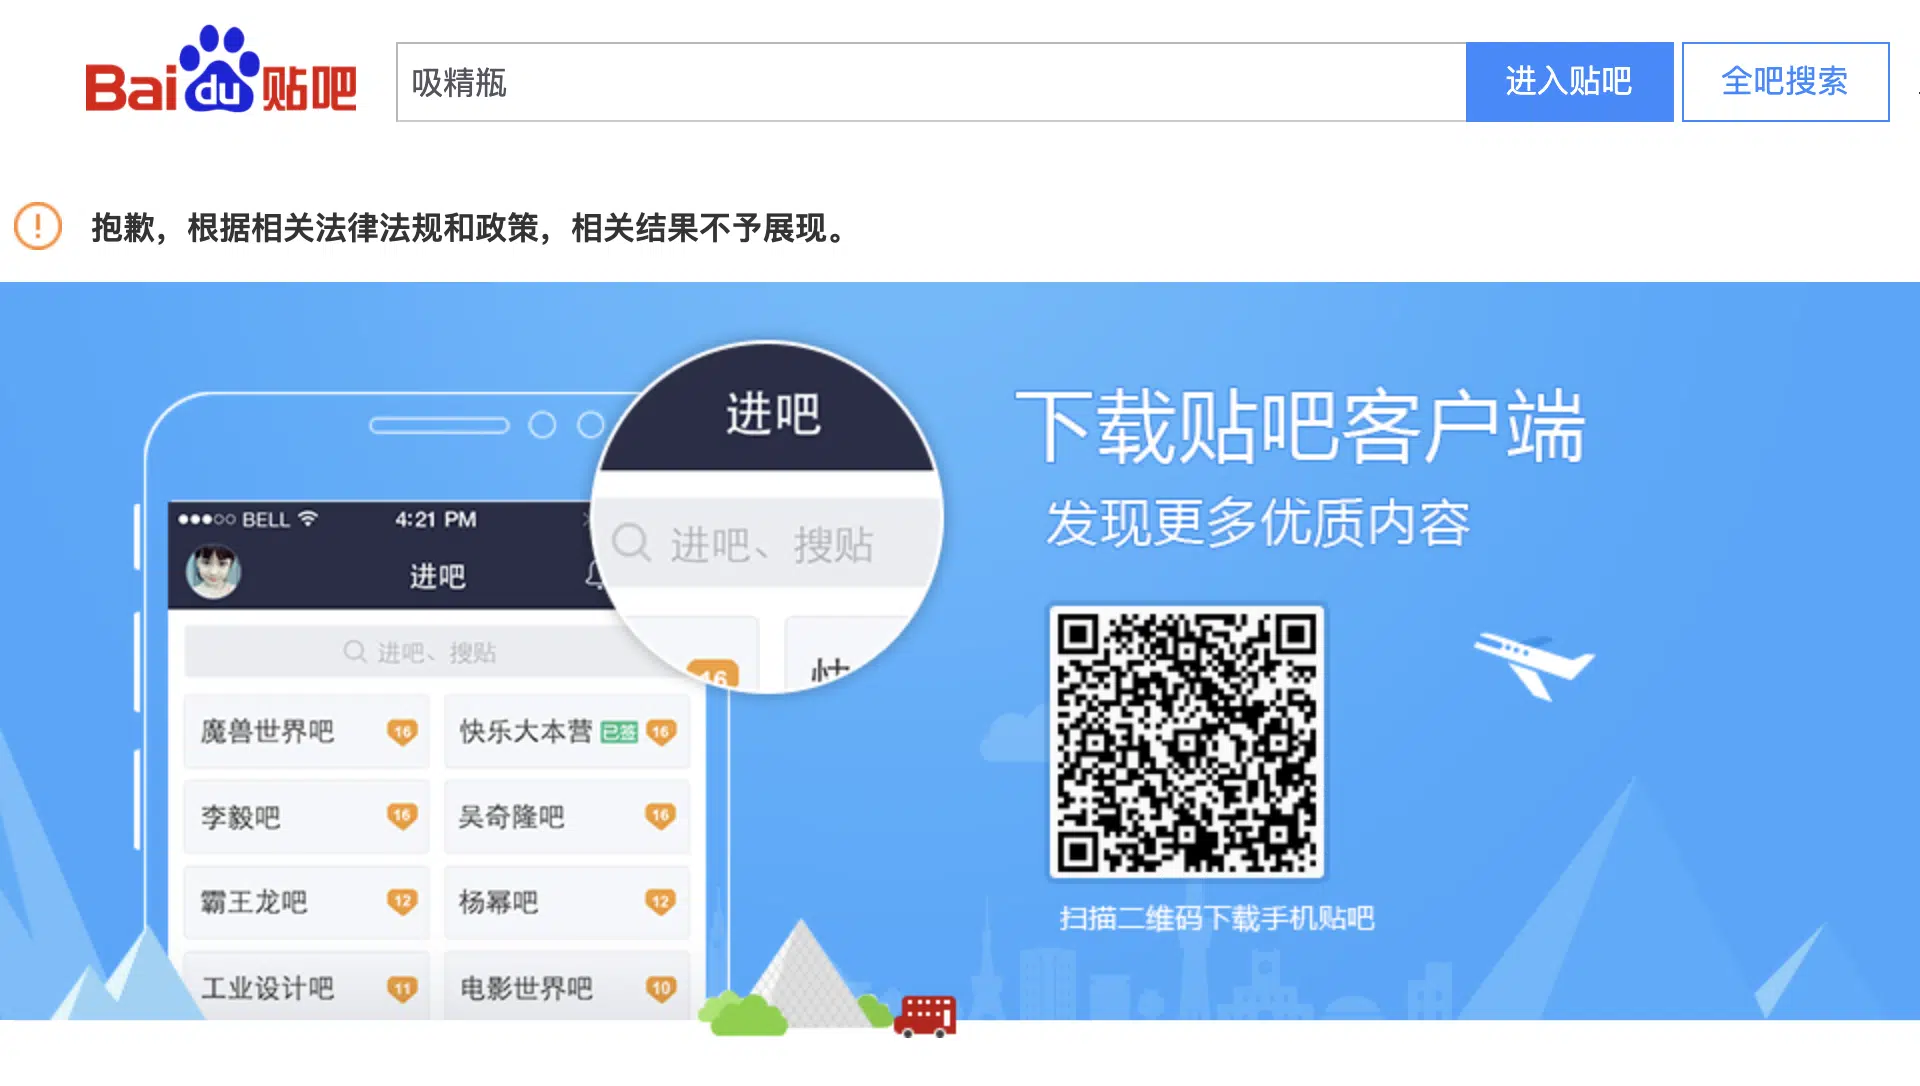 Baidu贴吧
吸精瓶
进入贴吧
全吧搜索
抱歉，根据相关法律法规和政策，相关结果不予展现。
进吧
进吧、搜贴
16
BELL
4:21 PM
进吧
进吧、搜贴
魔兽世界吧 16
快乐大本营 已签 16
李毅吧 16
吴奇隆吧 16
霸王龙吧 12
杨幂吧 12
工业设计吧 11
电影世界吧 10
下载贴吧客户端
发现更多优质内容
扫描二维码下载手机贴吧